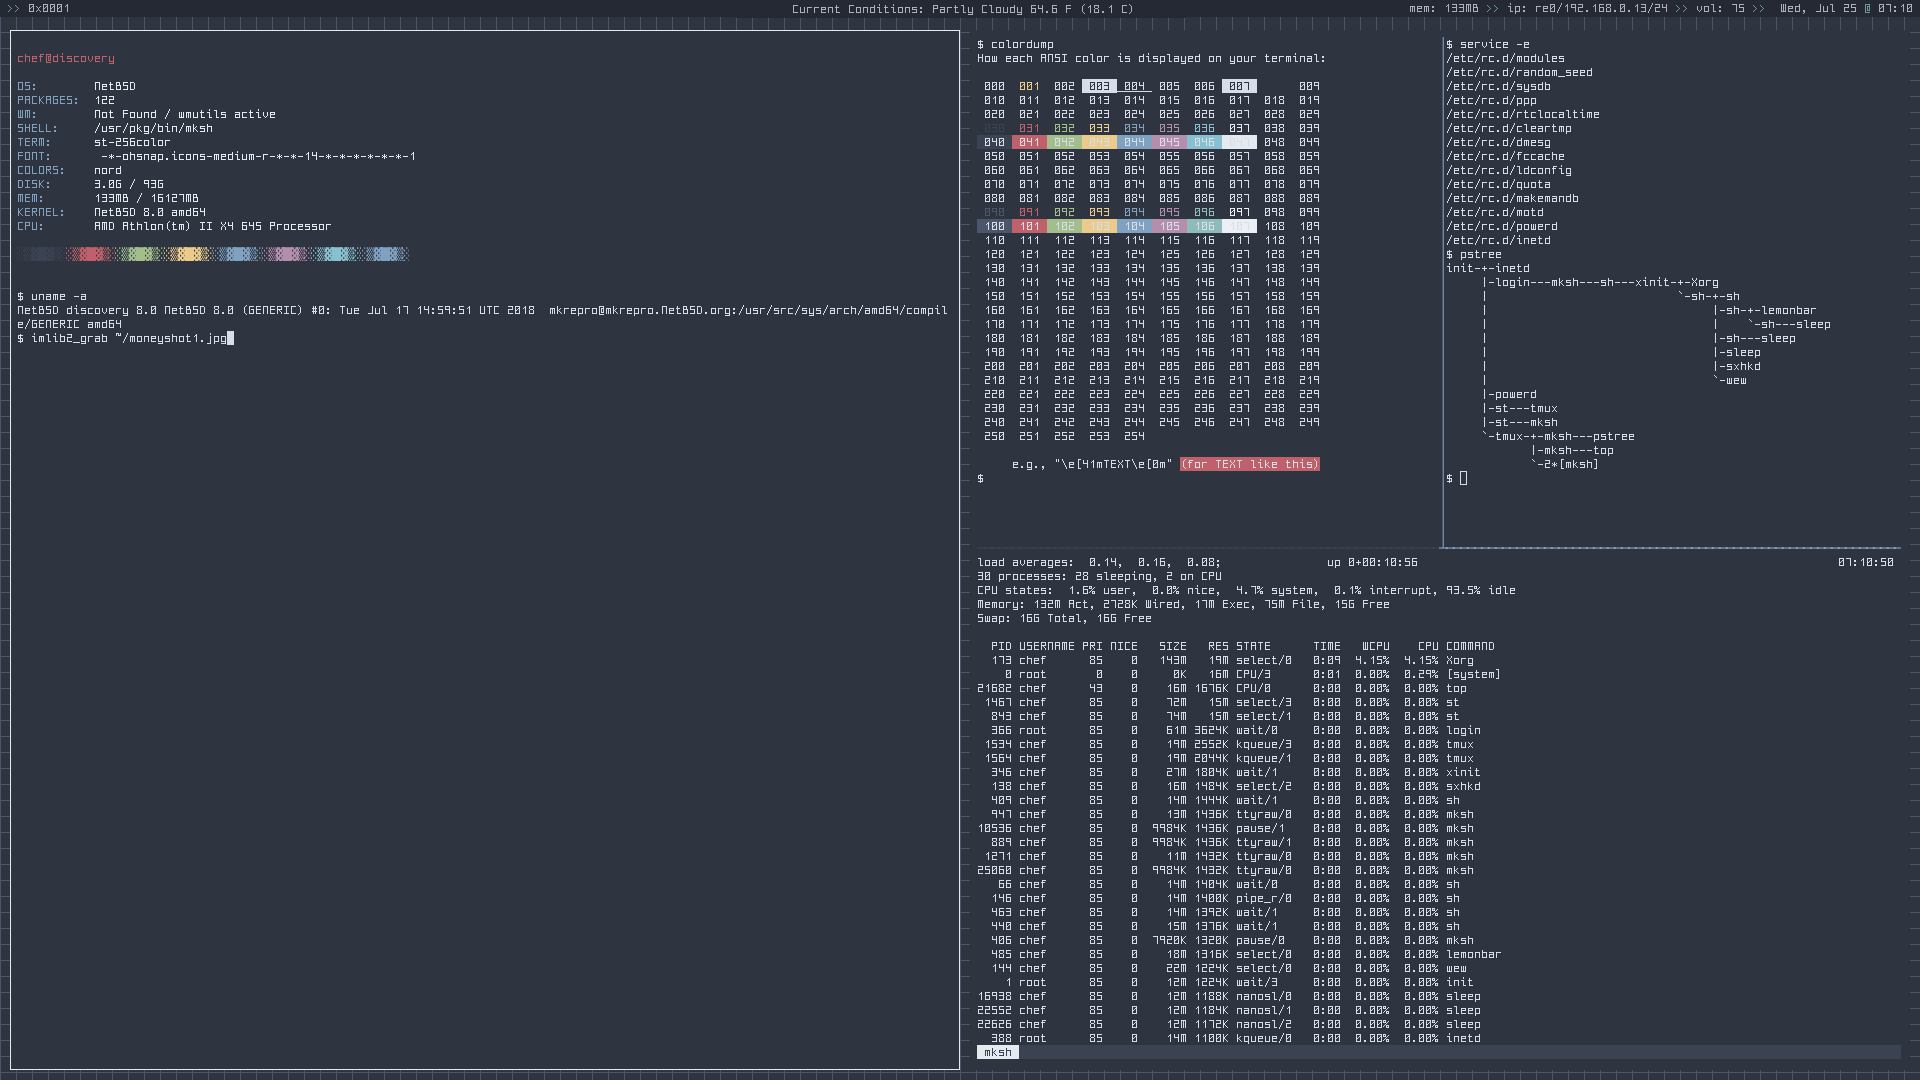 >> 0x0001
Current Conditions: Partly Cloudy 64.6 F (18.1 C)
mem: 133MB >> ip: re0/192.168.0.13/24 >> vol: 75 >> Wed, Jul 25 @ 07:10
chef@discovery
OS: NetBSD
PACKAGES: 122
WM: Not Found / wmutils active
SHELL: /usr/pkg/bin/mksh
TERM: st-256color
FONT: -*-ohsnap.icons-medium-r-*-*-14-*-*-*-*-*-*-1
COLORS: nord
DISK: 3.0G / 93G
MEM: 133MB / 16127MB
KERNEL: NetBSD 8.0 amd64
CPU: AMD Athlon(tm) II X4 645 Processor
$ uname -a
NetBSD discovery 8.0 NetBSD 8.0 (GENERIC) #0: Tue Jul 17 14:59:51 UTC 2018  mkrepro@mkrepro.NetBSD.org:/usr/src/sys/arch/amd64/compil
e/GENERIC amd64
$ imlib2_grab ~/moneyshot1.jpg
$ colordump
How each ANSI color is displayed on your terminal:
000 001 002 003 004 005 006 007 009
010 011 012 013 014 015 016 017 018 019
020 021 022 023 024 025 026 027 028 029
030 031 032 033 034 035 036 037 038 039
040 041 042 043 044 045 046 048 049
050 051 052 053 054 055 056 057 058 059
060 061 062 063 064 065 066 067 068 069
070 071 072 073 074 075 076 077 078 079
080 081 082 083 084 085 086 087 088 089
090 091 092 093 094 095 096 097 098 099
100 101 102 103 104 105 106 108 109
110 111 112 113 114 115 116 117 118 119
120 121 122 123 124 125 126 127 128 129
130 131 132 133 134 135 136 137 138 139
140 141 142 143 144 145 146 147 148 149
150 151 152 153 154 155 156 157 158 159
160 161 162 163 164 165 166 167 168 169
170 171 172 173 174 175 176 177 178 179
180 181 182 183 184 185 186 187 188 189
190 191 192 193 194 195 196 197 198 199
200 201 202 203 204 205 206 207 208 209
210 211 212 213 214 215 216 217 218 219
220 221 222 223 224 225 226 227 228 229
230 231 232 233 234 235 236 237 238 239
240 241 242 243 244 245 246 247 248 249
250 251 252 253 254
e.g., "\e[41mTEXT\e[0m" (for TEXT like this)
$
$ service -e
/etc/rc.d/modules
/etc/rc.d/random_seed
/etc/rc.d/sysdb
/etc/rc.d/ppp
/etc/rc.d/rtclocaltime
/etc/rc.d/cleartmp
/etc/rc.d/dmesg
/etc/rc.d/fccache
/etc/rc.d/ldconfig
/etc/rc.d/quota
/etc/rc.d/makemandb
/etc/rc.d/motd
/etc/rc.d/powerd
/etc/rc.d/inetd
$ pstree
init-+-inetd
|-login---mksh---sh---xinit-+-Xorg
| `-sh-+-sh
| |-sh-+-lemonbar
| | `-sh---sleep
| |-sh---sleep
| |-sleep
| |-sxhkd
| `-wew
|-powerd
|-st---tmux
|-st---mksh
`-tmux-+-mksh---pstree
|-mksh---top
`-2*[mksh]
$
load averages:  0.14,  0.16,  0.08; up 0+00:10:56 07:10:50
30 processes: 28 sleeping, 2 on CPU
CPU states:  1.6% user,  0.0% nice,  4.7% system,  0.1% interrupt, 93.5% idle
Memory: 132M Act, 2728K Wired, 17M Exec, 75M File, 15G Free
Swap: 16G Total, 16G Free
PID USERNAME PRI NICE SIZE RES STATE TIME WCPU CPU COMMAND
173 chef 85 0 143M 19M select/0 0:09 4.15% 4.15% Xorg
0 root 0 0 0K 16M CPU/3 0:01 0.00% 0.29% [system]
21682 chef 43 0 16M 1676K CPU/0 0:00 0.00% 0.00% top
1467 chef 85 0 72M 15M select/3 0:00 0.00% 0.00% st
843 chef 85 0 74M 15M select/1 0:00 0.00% 0.00% st
366 root 85 0 61M 3624K wait/0 0:00 0.00% 0.00% login
1534 chef 85 0 19M 2552K kqueue/3 0:00 0.00% 0.00% tmux
1564 chef 85 0 19M 2044K kqueue/1 0:00 0.00% 0.00% tmux
346 chef 85 0 27M 1804K wait/1 0:00 0.00% 0.00% xinit
138 chef 85 0 16M 1484K select/2 0:00 0.00% 0.00% sxhkd
409 chef 85 0 14M 1444K wait/1 0:00 0.00% 0.00% sh
947 chef 85 0 13M 1436K ttyraw/0 0:00 0.00% 0.00% mksh
10536 chef 85 0 9984K 1436K pause/1 0:00 0.00% 0.00% mksh
889 chef 85 0 9984K 1436K ttyraw/1 0:00 0.00% 0.00% mksh
1271 chef 85 0 11M 1432K ttyraw/0 0:00 0.00% 0.00% mksh
25060 chef 85 0 9984K 1432K ttyraw/0 0:00 0.00% 0.00% mksh
66 chef 85 0 14M 1404K wait/0 0:00 0.00% 0.00% sh
146 chef 85 0 14M 1400K pipe_r/0 0:00 0.00% 0.00% sh
463 chef 85 0 14M 1392K wait/1 0:00 0.00% 0.00% sh
440 chef 85 0 15M 1376K wait/1 0:00 0.00% 0.00% sh
406 chef 85 0 7920K 1320K pause/0 0:00 0.00% 0.00% mksh
485 chef 85 0 18M 1316K select/0 0:00 0.00% 0.00% lemonbar
144 chef 85 0 22M 1224K select/0 0:00 0.00% 0.00% wew
1 root 85 0 12M 1224K wait/3 0:00 0.00% 0.00% init
16938 chef 85 0 12M 1188K nanosl/0 0:00 0.00% 0.00% sleep
22552 chef 85 0 12M 1184K nanosl/1 0:00 0.00% 0.00% sleep
22626 chef 85 0 12M 1172K nanosl/2 0:00 0.00% 0.00% sleep
388 root 85 0 14M 1100K kqueue/0 0:00 0.00% 0.00% inetd
mksh